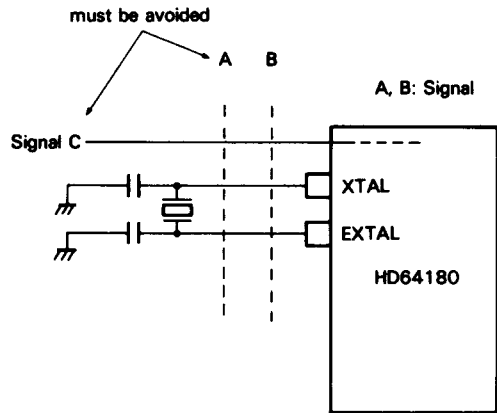 must be avoided
A
B
A, B: Signal
Signal C
XTAL
EXTAL
HD64180